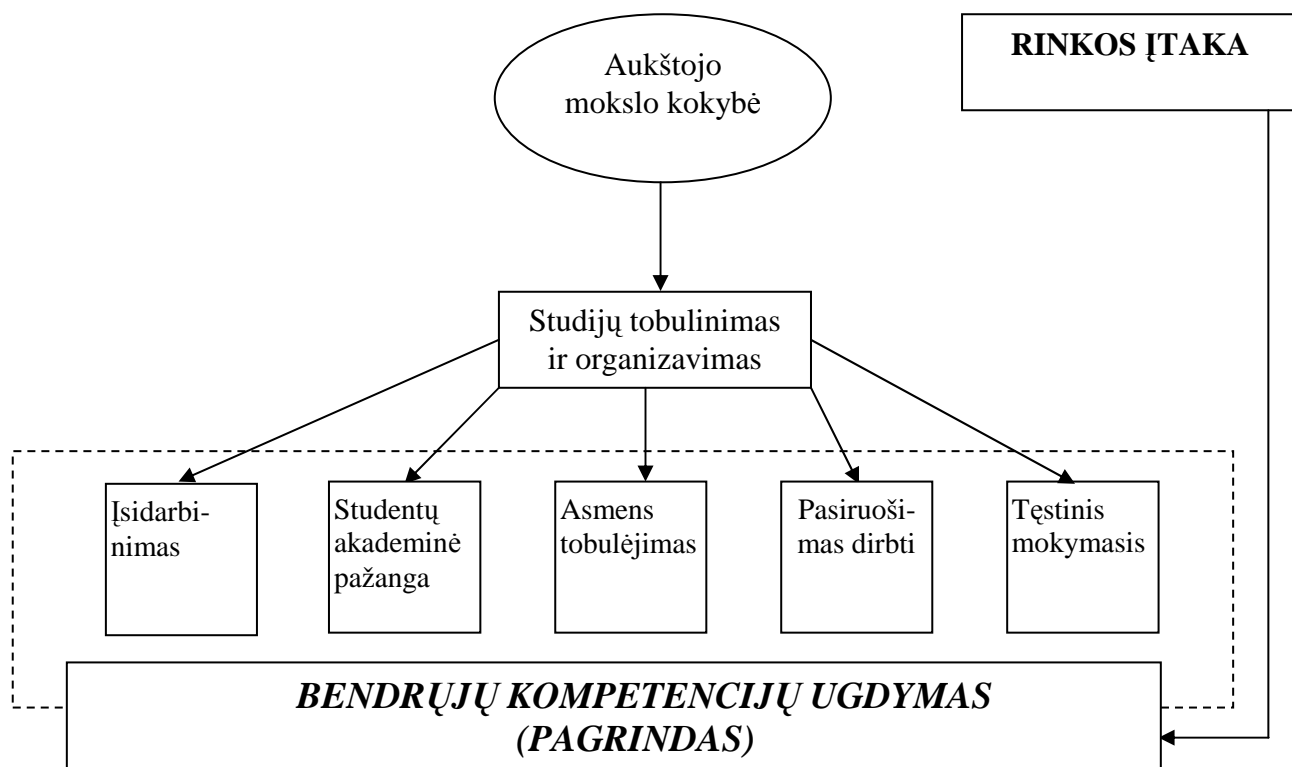 Aukštojo
mokslo kokybė
RINKOS ĮTAKA
Studijų tobulinimas
ir organizavimas
Įsidarbi-
nimas
Studentų
akademinė
pažanga
Asmens
tobulėjimas
Pasiruoši-
mas dirbti
Tęstinis
mokymasis
BENDRŲJŲ KOMPETENCIJŲ UGDYMAS
(PAGRINDAS)